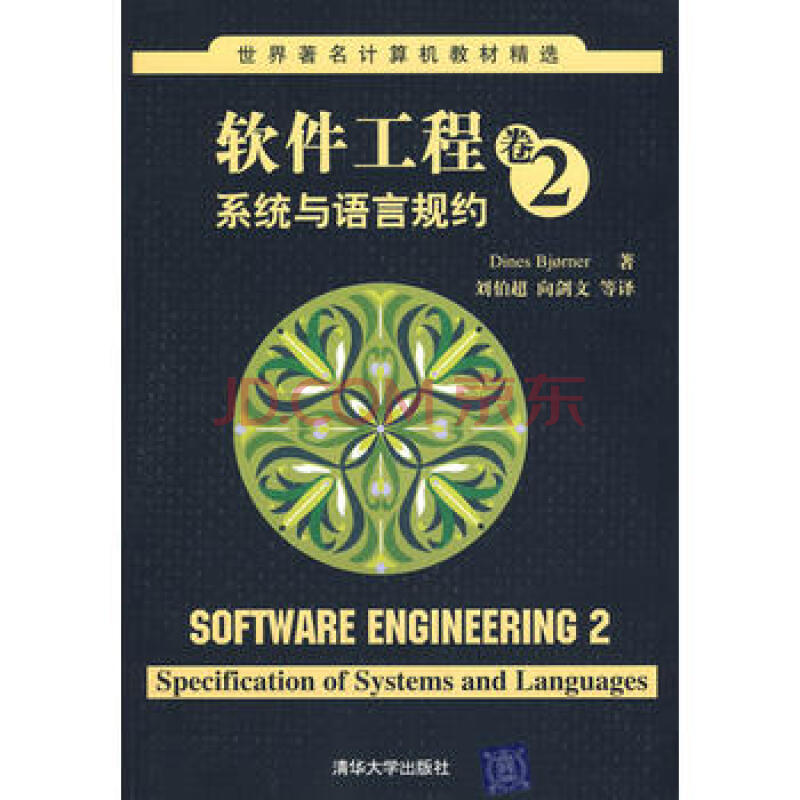 世界著名计算机教材精选
软件工程 卷2
系统与语言规约
Dines Bjørner 著
刘伯超 向剑文 等译
JD.COM 京东
SOFTWARE ENGINEERING 2
Specification of Systems and Languages
清华大学出版社